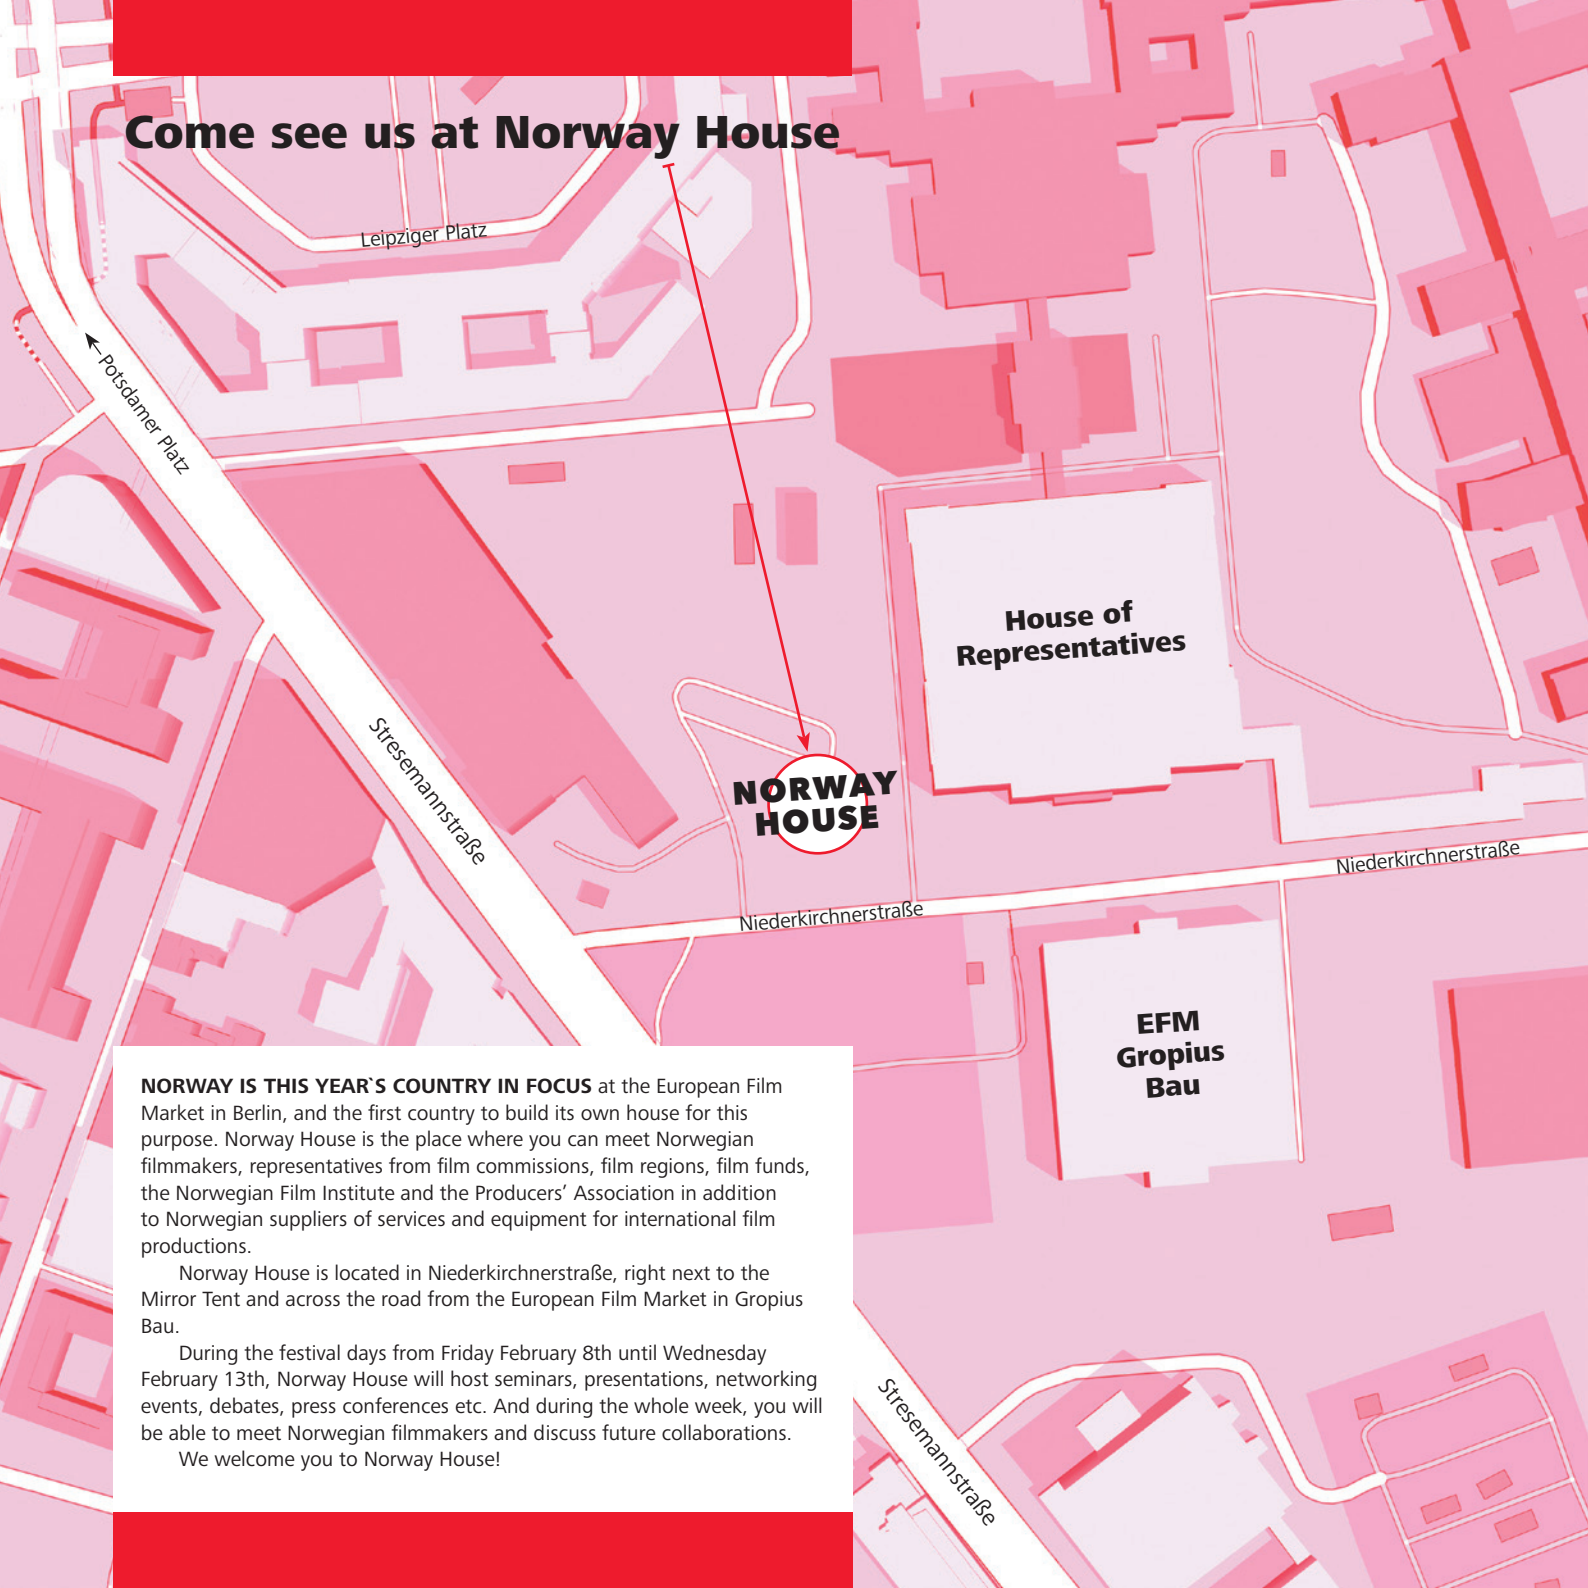 Come see us at Norway House
Leipziger Platz
Potsdamer Platz
House of
Representatives
Stresemannstraße
NORWAY
HOUSE
Niederkirchnerstraße
Niederkirchnerstraße
EFM
Gropius
Bau
NORWAY IS THIS YEAR`S COUNTRY IN FOCUS at the European Film
Market in Berlin, and the first country to build its own house for this
purpose. Norway House is the place where you can meet Norwegian
filmmakers, representatives from film commissions, film regions, film funds,
the Norwegian Film Institute and the Producers’ Association in addition
to Norwegian suppliers of services and equipment for international film
productions.
Norway House is located in Niederkirchnerstraße, right next to the
Mirror Tent and across the road from the European Film Market in Gropius
Bau.
During the festival days from Friday February 8th until Wednesday
February 13th, Norway House will host seminars, presentations, networking
events, debates, press conferences etc. And during the whole week, you will
be able to meet Norwegian filmmakers and discuss future collaborations.
We welcome you to Norway House!
Stresemannstraße